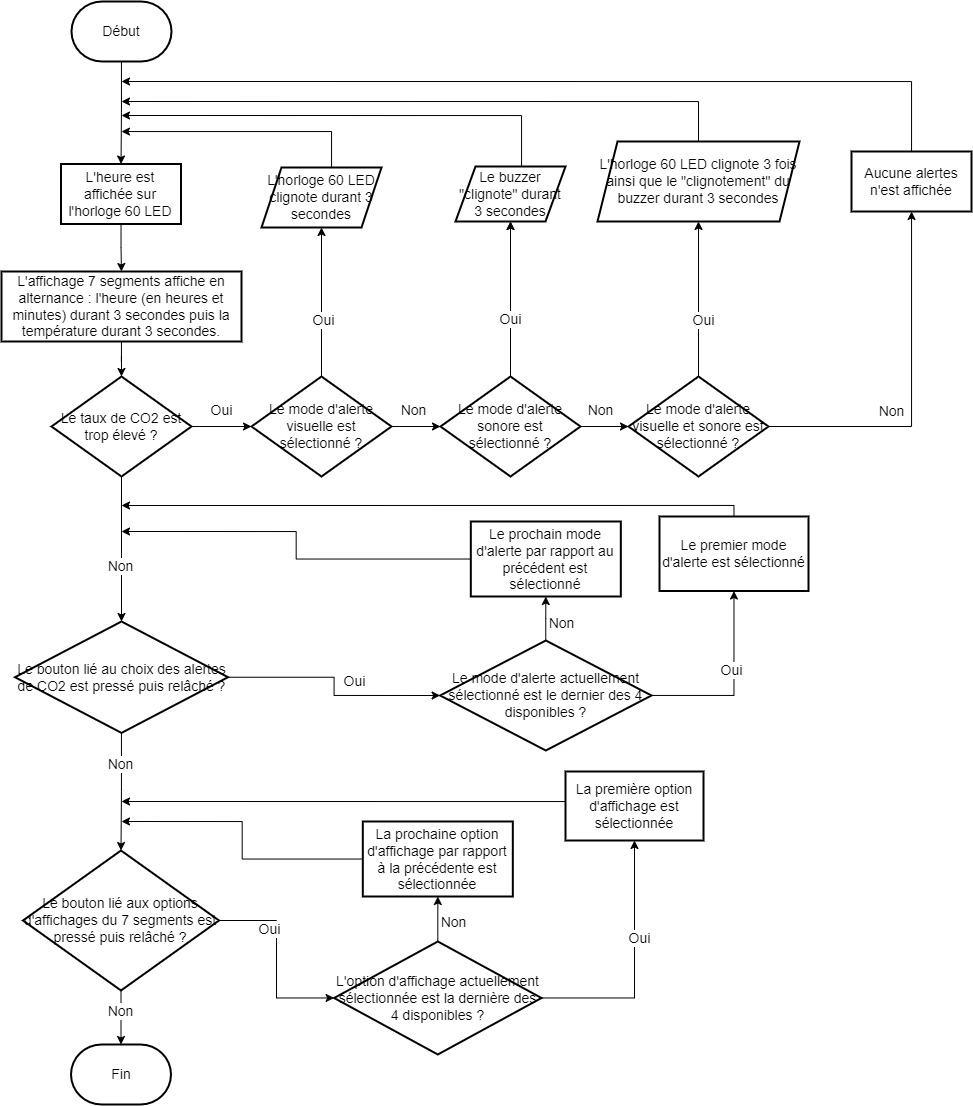 Début
L'heure est
affichée sur
l'horloge 60 LED
L'horloge 60 LED
clignote durant 3
secondes
Le buzzer
"clignote" durant
3 secondes
L'horloge 60 LED clignote 3 fois
ainsi que le "clignotement" du
buzzer durant 3 secondes
Aucune alertes
n'est affichée
L'affichage 7 segments affiche en
alternance : l'heure (en heures et
minutes) durant 3 secondes puis la
température durant 3 secondes.
Oui
Oui
Oui
Le taux de CO2 est
trop élevé ?
Oui
Le mode d'alerte
visuelle est
sélectionné ?
Non
Le mode d'alerte
sonore est
sélectionné ?
Non
Le mode d'alerte
visuelle et sonore est
sélectionné ?
Non
Non
Le prochain mode
d'alerte par rapport au
précédent est
sélectionné
Le premier mode
d'alerte est sélectionné
Non
Oui
Le bouton lié au choix des alertes
de CO2 est pressé puis relâché ?
Oui
Le mode d'alerte actuellement
sélectionné est le dernier des 4
disponibles ?
Non
La première option
d'affichage est
sélectionnée
La prochaine option
d'affichage par rapport
à la précédente est
sélectionnée
Le bouton lié aux options
d'affichages du 7 segments est
pressé puis relâché ?
Oui
Non
Oui
L'option d'affichage actuellement
sélectionnée est la dernière des
4 disponibles ?
Non
Fin